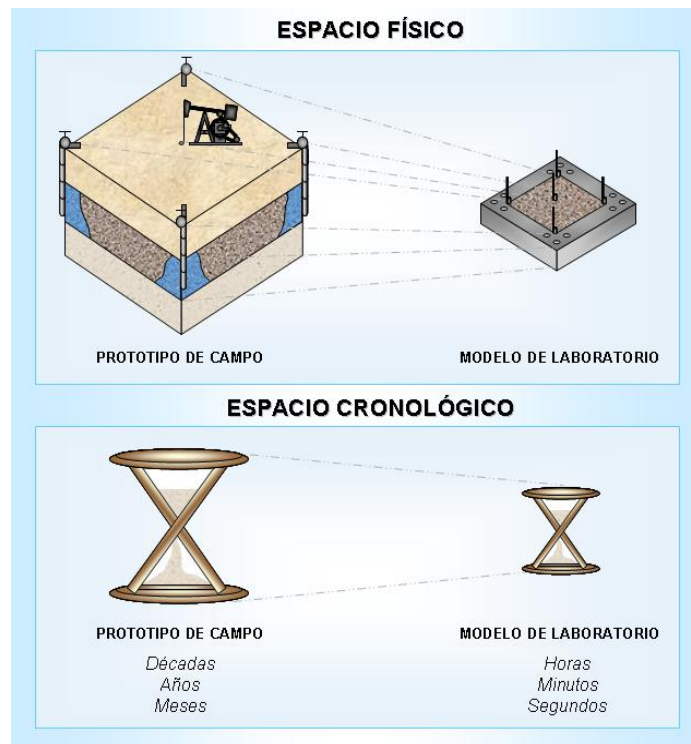 ESPACIO FÍSICO
PROTOTIPO DE CAMPO
MODELO DE LABORATORIO
ESPACIO CRONOLÓGICO
PROTOTIPO DE CAMPO
MODELO DE LABORATORIO
Décadas
Años
Meses
Horas
Minutos
Segundos